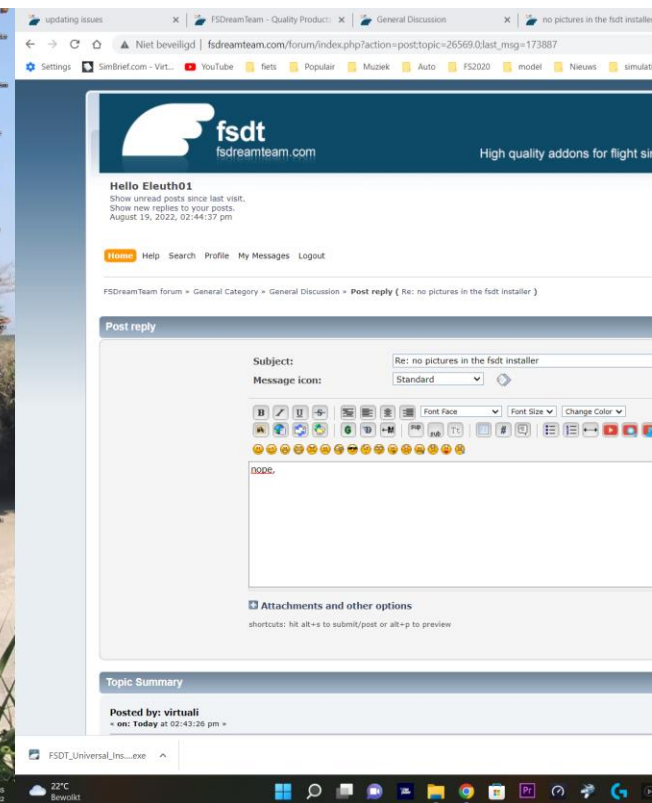 updating issues
FSDreamTeam - Quality Products
General Discussion
no pictures in the fsdt installer
Niet beveiligd | fsdreamteam.com/forum/index.php?action=post;topic=26569.0;last_msg=173887
Settings SimBrief.com - Virt... YouTube fiets Populair Muziek Auto FS2020 model Nieuws simulati
fsdt
fsdreamteam.com
High quality addons for flight sim
Hello Eleuth01
Show unread posts since last visit.
Show new replies to your posts.
August 19, 2022, 02:44:37 pm
Home Help Search Profile My Messages Logout
FSDreamTeam forum » General Category » General Discussion » Post reply ( Re: no pictures in the fsdt installer )
Post reply
Subject: Re: no pictures in the fsdt installer
Message icon: Standard
B I U S Font Face Font Size Change Color
nope,
Attachments and other options
shortcuts: hit alt+s to submit/post or alt+p to preview
Topic Summary
Posted by: virtuali
« on: Today at 02:43:26 pm »
FSDT_Universal_Ins....exe
22°C
Bewolkt